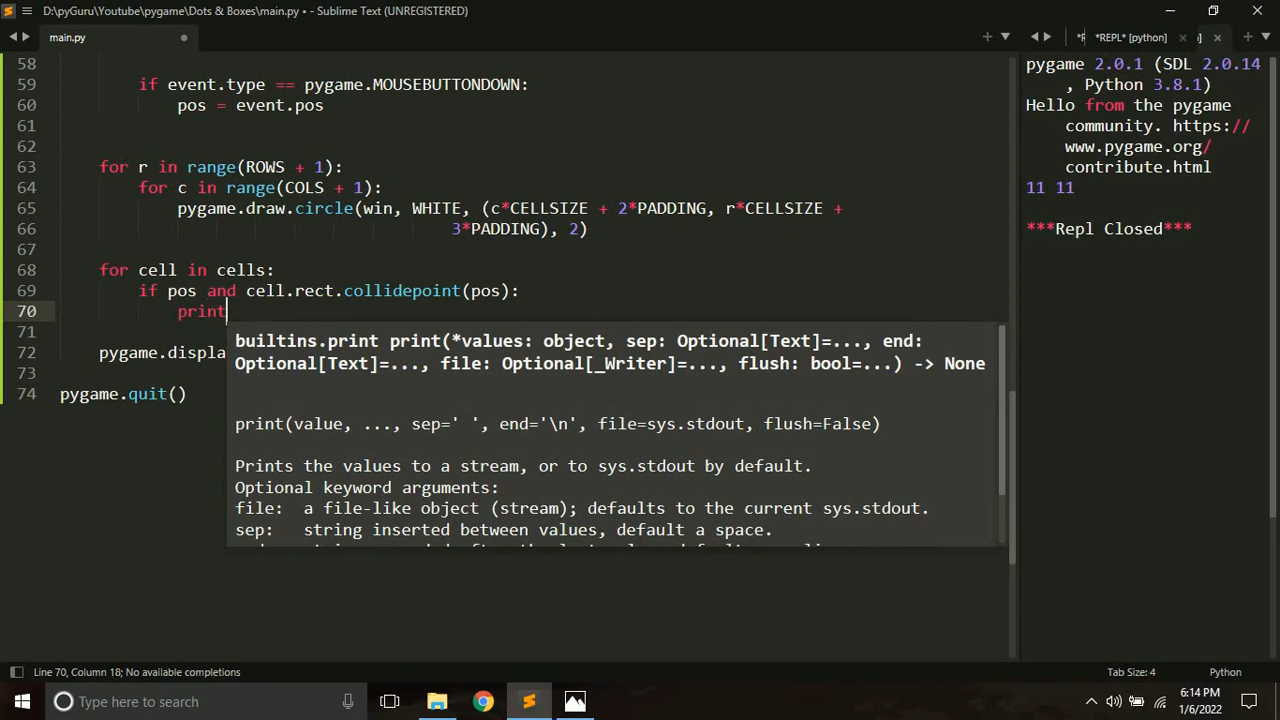 D:\pyGuru\Youtube\pygame\Dots & Boxes\main.py • - Sublime Text (UNREGISTERED)
main.py
*REPL* [python]
58
59 if event.type == pygame.MOUSEBUTTONDOWN:
60 pos = event.pos
61
62
63 for r in range(ROWS + 1):
64 for c in range(COLS + 1):
65 pygame.draw.circle(win, WHITE, (c*CELLSIZE + 2*PADDING, r*CELLSIZE +
66 3*PADDING), 2)
67
68 for cell in cells:
69 if pos and cell.rect.collidepoint(pos):
70 print
71
72 pygame.displa
73
74 pygame.quit()
builtins.print print(*values: object, sep: Optional[Text]=..., end:
Optional[Text]=..., file: Optional[_Writer]=..., flush: bool=...) -> None
print(value, ..., sep=' ', end='\n', file=sys.stdout, flush=False)
Prints the values to a stream, or to sys.stdout by default.
Optional keyword arguments:
file: a file-like object (stream); defaults to the current sys.stdout.
sep: string inserted between values, default a space.
pygame 2.0.1 (SDL 2.0.14
, Python 3.8.1)
Hello from the pygame
community. https://
www.pygame.org/
contribute.html
11 11
***Repl Closed***
Line 70, Column 18; No available completions
Tab Size: 4
Python
Type here to search
6:14 PM
1/6/2022